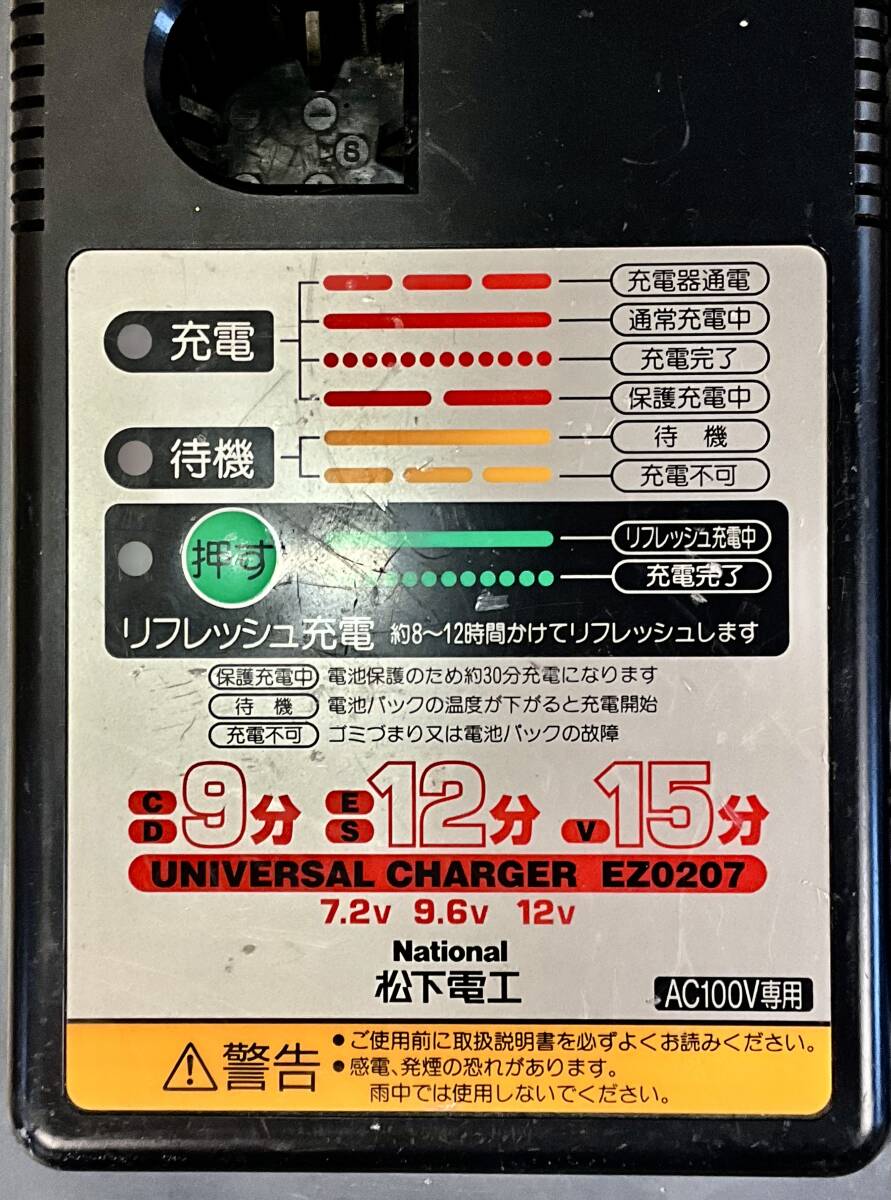 S
充電
充電器通電
通常充電中
充電完了
保護充電中
待機
待 機
充電不可
押す
リフレッシュ充電中
充電完了
リフレッシュ充電 約8~12時間かけてリフレッシュします
保護充電中 電池保護のため約30分充電になります
待 機 電池パックの温度が下がると充電開始
充電不可 ゴミづまり又は電池パックの故障
C D 9分 E S 12分 V 15分
UNIVERSAL CHARGER EZ0207
7.2V 9.6V 12V
National
松下電工
AC100V専用
警告
●ご使用前に取扱説明書を必ずよくお読みください。
●感電、発煙の恐れがあります。
雨中では使用しないでください。